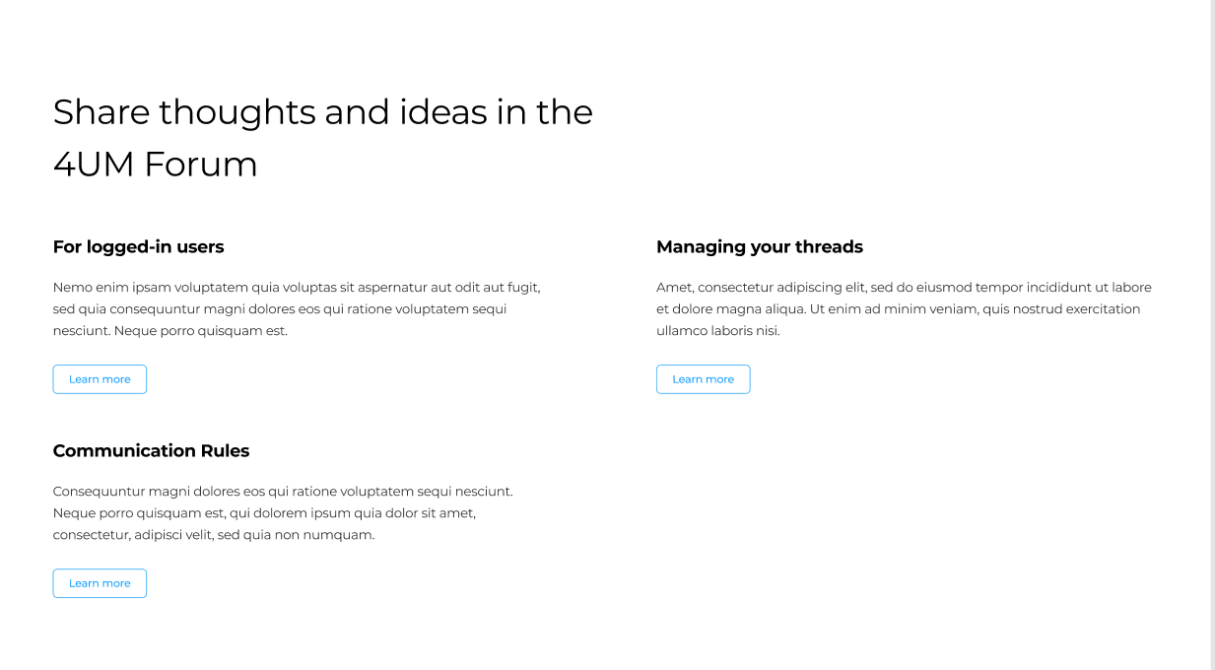 Share thoughts and ideas in the
4UM Forum
For logged-in users
Nemo enim ipsam voluptatem quia voluptas sit aspernatur aut odit aut fugit,
sed quia consequuntur magni dolores eos qui ratione voluptatem sequi
nesciunt. Neque porro quisquam est.
Learn more
Managing your threads
Amet, consectetur adipiscing elit, sed do eiusmod tempor incididunt ut labore
et dolore magna aliqua. Ut enim ad minim veniam, quis nostrud exercitation
ullamco laboris nisi.
Learn more
Communication Rules
Consequuntur magni dolores eos qui ratione voluptatem sequi nesciunt.
Neque porro quisquam est, qui dolorem ipsum quia dolor sit amet,
consectetur, adipisci velit, sed quia non numquam.
Learn more